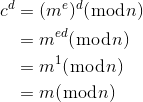 c^d = (m^e)^d (mod n)
= m^{ed} (mod n)
= m^1 (mod n)
= m (mod n)